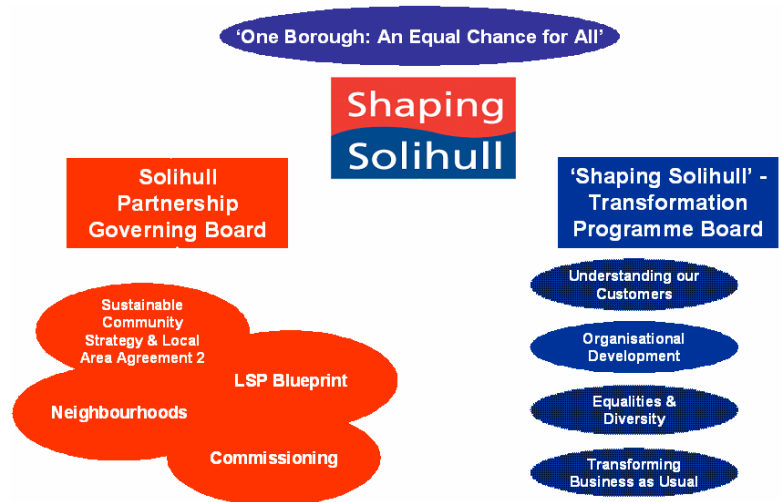 ‘One Borough: An Equal Chance for All’
Shaping
Solihull
Solihull
Partnership
Governing Board
‘Shaping Solihull’ -
Transformation
Programme Board
Sustainable
Community
Strategy & Local
Area Agreement 2
LSP Blueprint
Neighbourhoods
Commissioning
Understanding our
Customers
Organisational
Development
Equalities &
Diversity
Transforming
Business as Usual